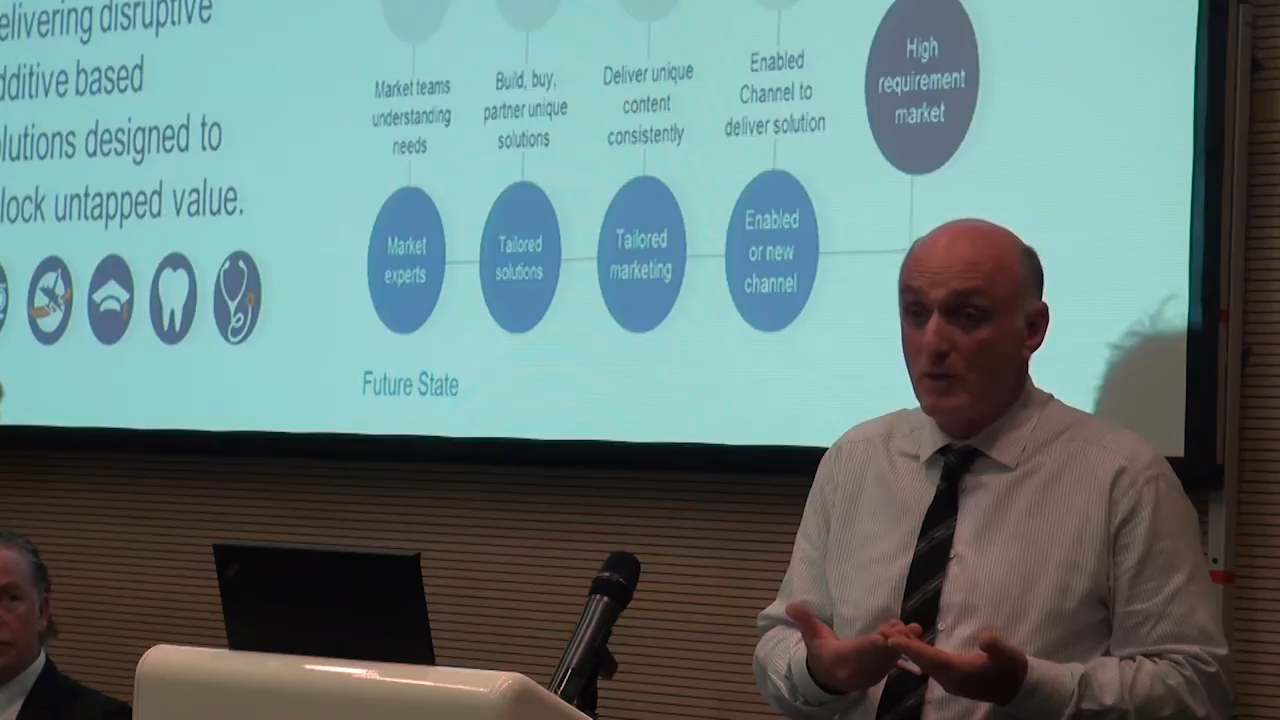 elivering disruptive
dditive based
olutions designed to
lock untapped value.
Market teams
understanding
needs
Build, buy,
partner unique
solutions
Deliver unique
content
consistently
Enabled
Channel to
deliver solution
High
requirement
market
Market
experts
Tailored
solutions
Tailored
marketing
Enabled
or new
channel
Future State